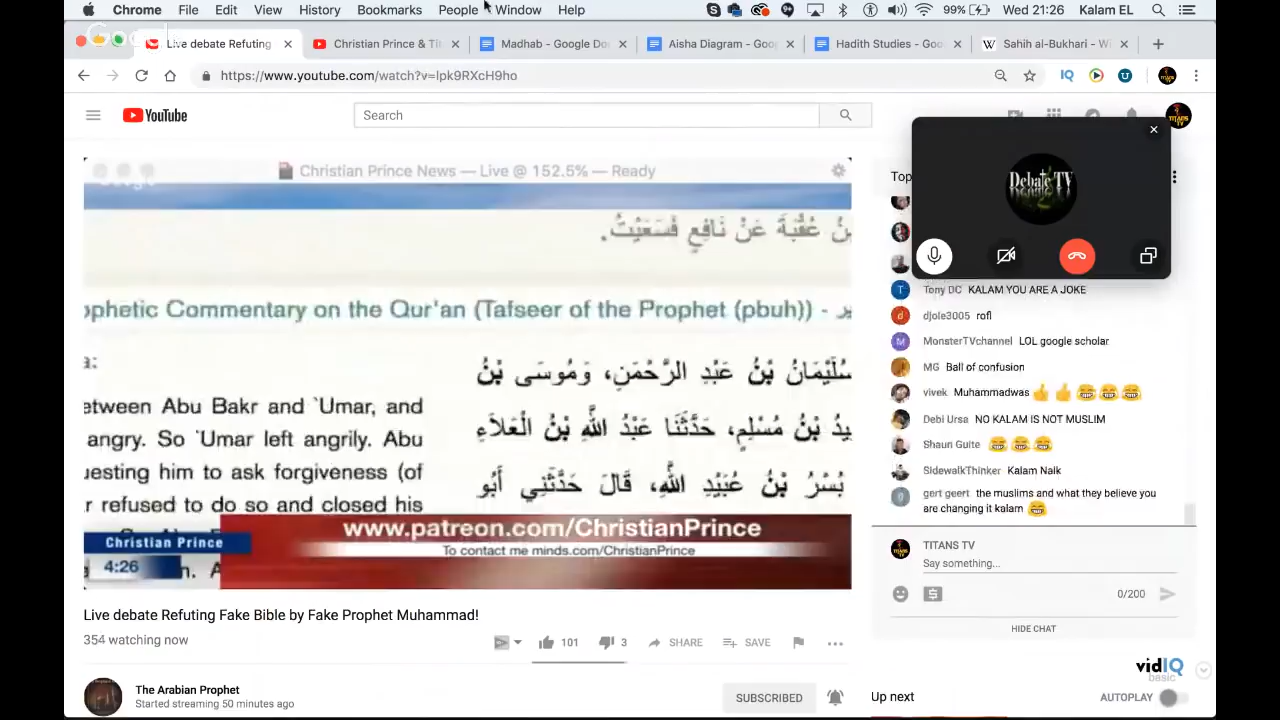 Chrome File Edit View History Bookmarks People Window Help 99% Wed 21:26 Kalam EL
Live debate Refuting
Christian Prince & Tit
Madhab - Google Do
Aisha Diagram - Goo
Hadith Studies - Goo
Sahih al-Bukhari - Wi
https://www.youtube.com/watch?v=lpk9RXcH9ho
YouTube
Search
TITANS TV
Christian Prince News — Live @ 152.5% — Ready
نُ عُقْبَةَ عَنْ نَافِعٍ فَسَعَيْتُ.
ophetic Commentary on the Qur'an (Tafseer of the Prophet (pbuh)) -
a:
سُلَيْمَانُ بْنُ عَبْدِ الرَّحْمَنِ، وَمُوسَى بْنُ
etween Abu Bakr and `Umar, and
يدُ بْنُ مُسْلِمٍ، حَدَّثَنَا عَبْدُ اللَّهِ بْنُ الْعَلاَءِ
angry. So `Umar left angrily. Abu
uesting him to ask forgiveness (of
بُسْرُ بْنُ عُبَيْدِ اللَّهِ، قَالَ حَدَّثَنِي أَبُو
r refused to do so and closed his
www.patreon.com/ChristianPrince
To contact me minds.com/ChristianPrince
Christian Prince
4:26
Live debate Refuting Fake Bible by Fake Prophet Muhammad!
354 watching now
101 3 SHARE SAVE
The Arabian Prophet
Started streaming 50 minutes ago
SUBSCRIBED
Top
Debate TV
Tony DC KALAM YOU ARE A JOKE
djole3005 rofl
MonsterTVchannel LOL google scholar
MG Ball of confusion
vivek Muhammadwas 👍 👍 😂 😂 😂
Debi Ursa NO KALAM IS NOT MUSLIM
Shaun Guite 😂 😂 😂
SidewalkThinker Kalam Naik
gert geert the muslims and what they believe you
are changing it kalam 😂
TITANS TV
Say something...
0/200
HIDE CHAT
vidIQ
basic
Up next
AUTOPLAY